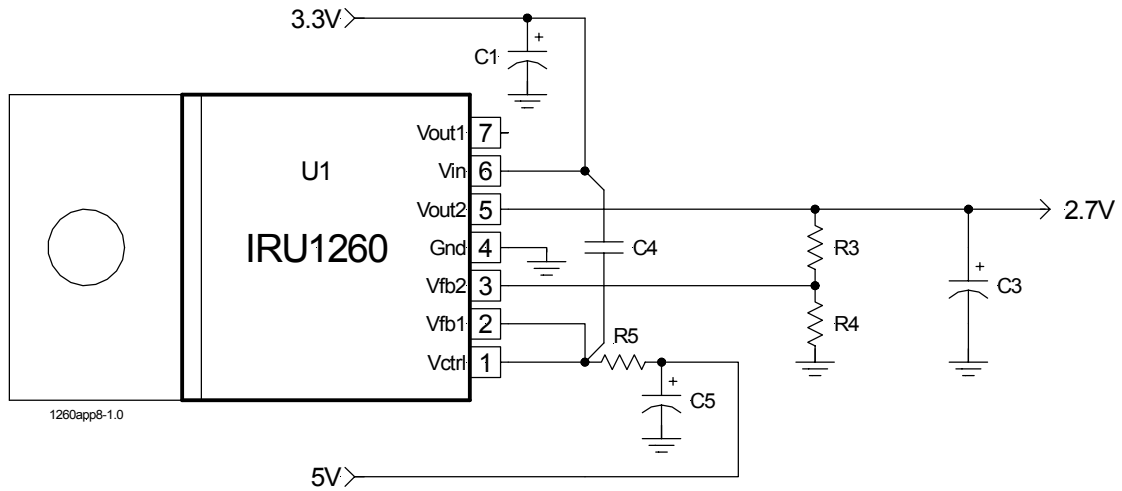 3.3V
C1
+
Vout1 7
U1
Vin 6
Vout2 5
2.7V
IRU1260
Gnd 4
C4
R3
+
C3
Vfb2 3
Vfb1 2
R4
R5
Vctrl 1
+
C5
1260app8-1.0
5V